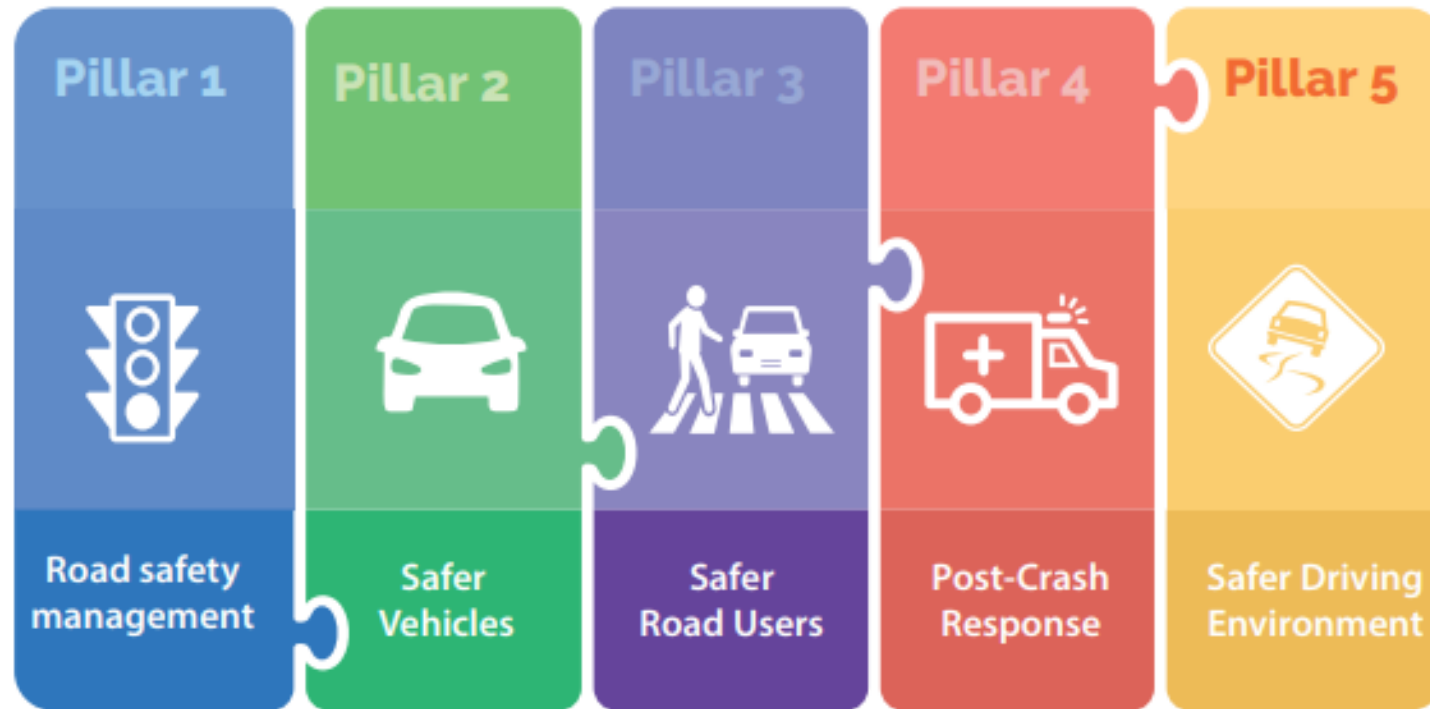 Pillar 1
Road safety
management
Pillar 2
Safer
Vehicles
Pillar 3
Safer
Road Users
Pillar 4
Post-Crash
Response
Pillar 5
Safer Driving
Environment